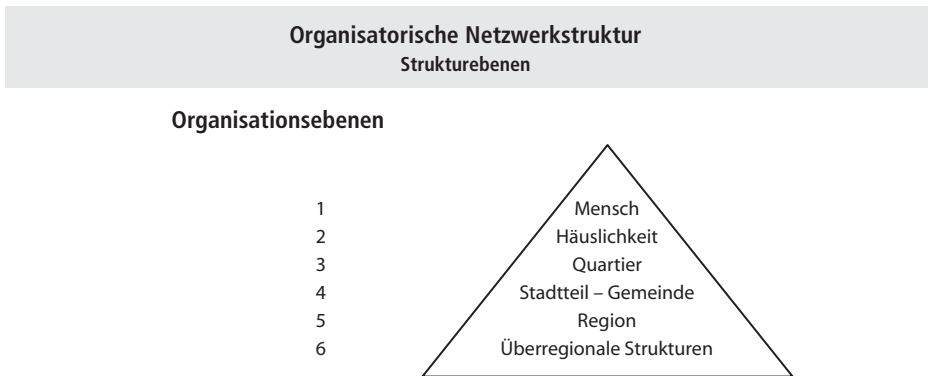 Organisatorische Netzwerkstruktur
Strukturebenen
Organisationsebenen
1 Mensch
2 Häuslichkeit
3 Quartier
4 Stadtteil – Gemeinde
5 Region
6 Überregionale Strukturen